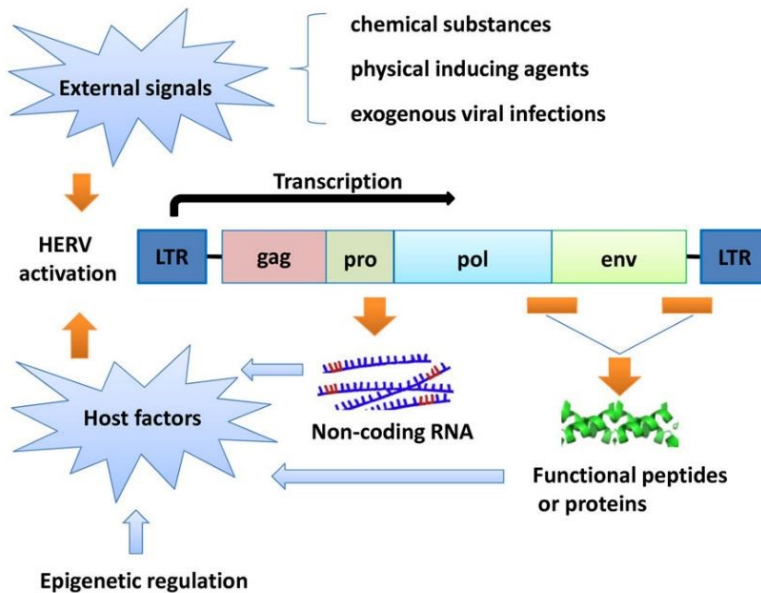 chemical substances
External signals
physical inducing agents
exogenous viral infections
Transcription
HERV
activation
LTR
gag
pro
pol
env
LTR
Host factors
Non-coding RNA
Functional peptides
or proteins
Epigenetic regulation